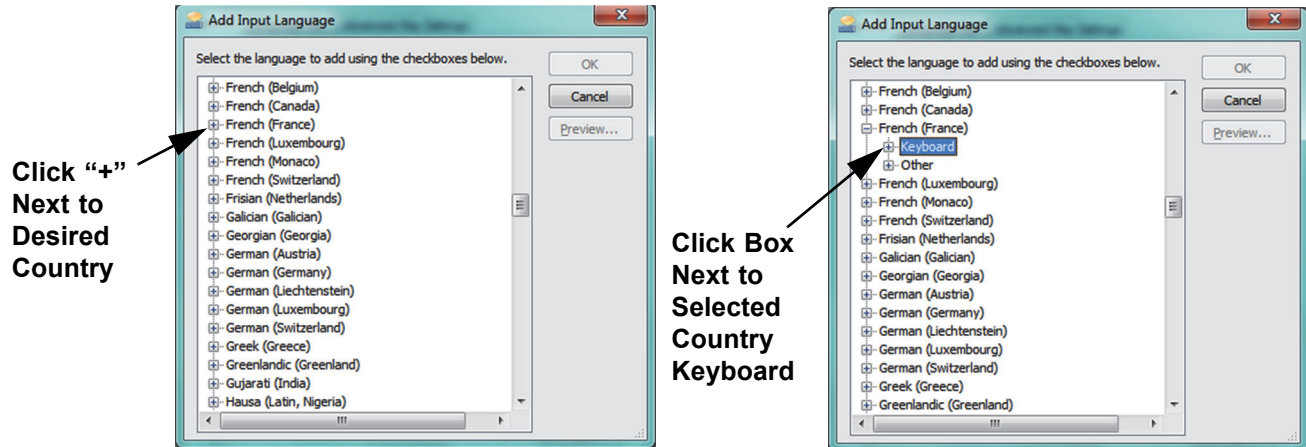 Add Input Language
Select the language to add using the checkboxes below.
French (Belgium)
French (Canada)
French (France)
French (Luxembourg)
French (Monaco)
French (Switzerland)
Frisian (Netherlands)
Galician (Galician)
Georgian (Georgia)
German (Austria)
German (Germany)
German (Liechtenstein)
German (Luxembourg)
German (Switzerland)
Greek (Greece)
Greenlandic (Greenland)
Gujarati (India)
Hausa (Latin, Nigeria)
OK
Cancel
Preview...
Click “+”
Next to
Desired
Country
Add Input Language
Select the language to add using the checkboxes below.
French (Belgium)
French (Canada)
French (France)
Keyboard
Other
French (Luxembourg)
French (Monaco)
French (Switzerland)
Frisian (Netherlands)
Galician (Galician)
Georgian (Georgia)
German (Austria)
German (Germany)
German (Liechtenstein)
German (Luxembourg)
German (Switzerland)
Greek (Greece)
Greenlandic (Greenland)
OK
Cancel
Preview...
Click Box
Next to
Selected
Country
Keyboard